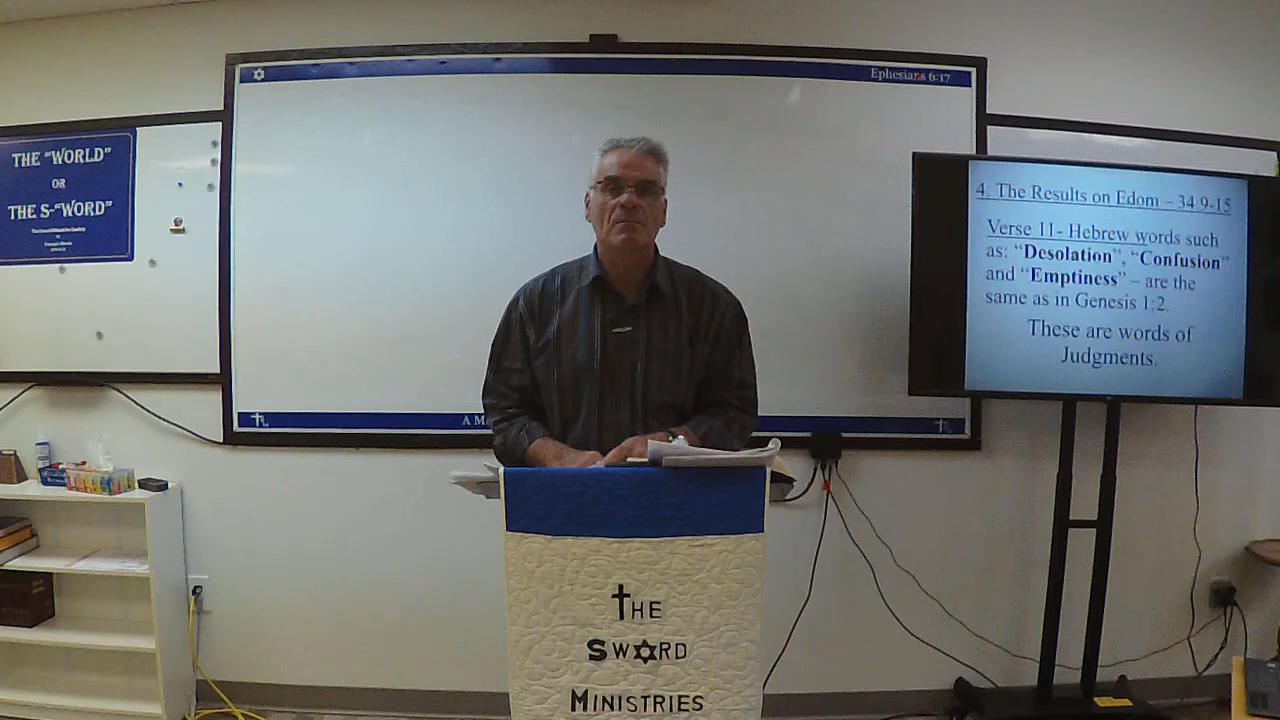 Ephesians 6:17
THE "WORLD"
OR
THE S-"WORD"
4. The Results on Edom – 34 9-15
Verse 11- Hebrew words such
as: "Desolation", "Confusion"
and "Emptiness" – are the
same as in Genesis 1:2.
These are words of
Judgments.
A M
THE
SWORD
MINISTRIES